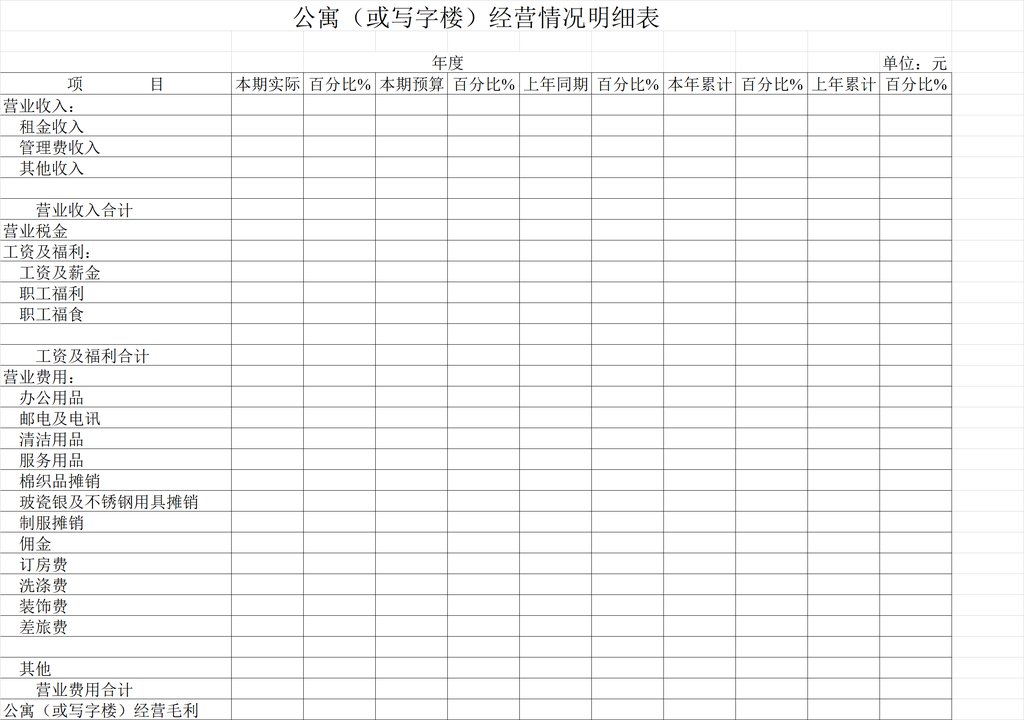 公寓（或写字楼）经营情况明细表
年度 单位：元
项 目 本期实际 百分比% 本期预算 百分比% 上年同期 百分比% 本年累计 百分比% 上年累计 百分比%
营业收入：
租金收入
管理费收入
其他收入
营业收入合计
营业税金
工资及福利：
工资及薪金
职工福利
职工福食
工资及福利合计
营业费用：
办公用品
邮电及电讯
清洁用品
服务用品
棉织品摊销
玻瓷银及不锈钢用具摊销
制服摊销
佣金
订房费
洗涤费
装饰费
差旅费
其他
营业费用合计
公寓（或写字楼）经营毛利